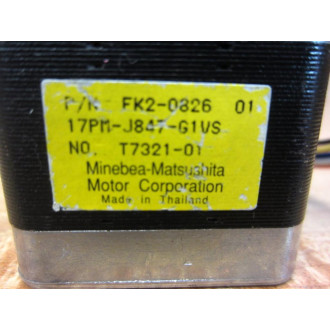 P/N FK2-0826 01
17PM-J847-G1VS
NO. T7321-01
Minebea-Matsushita
Motor Corporation
Made in Thailand